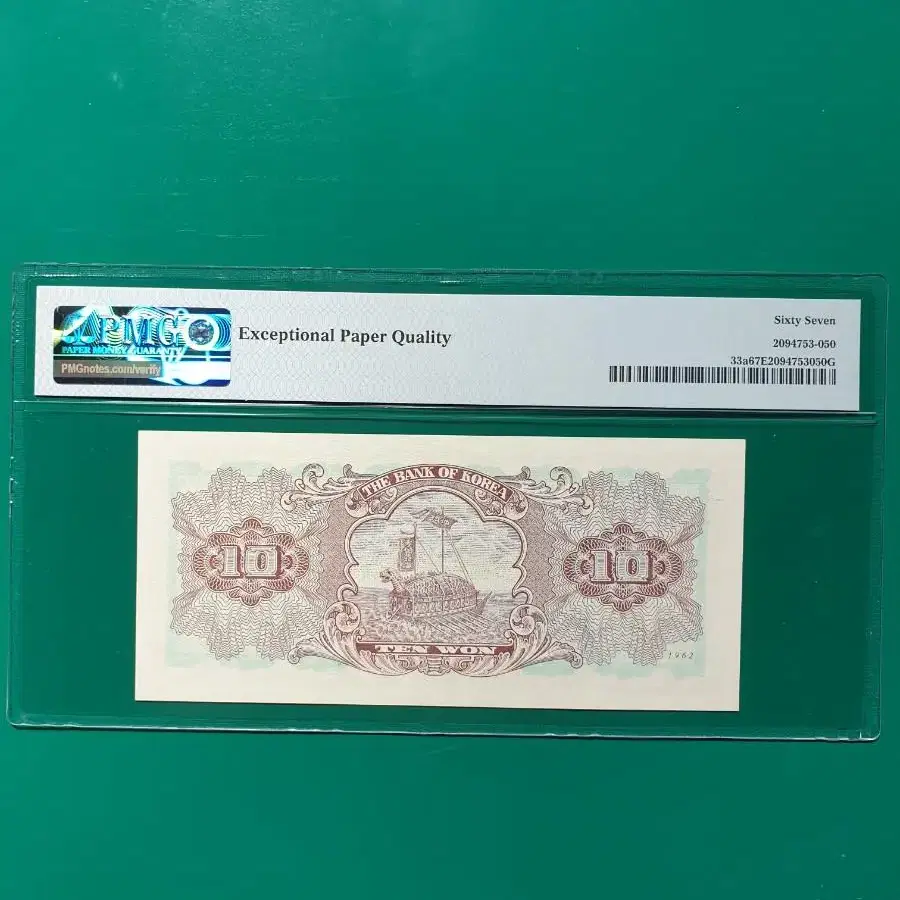 PMG
PAPER MONEY GUARANTY
PMGnotes.com/verify
Exceptional Paper Quality
Sixty Seven
2094753-050
33a67E2094753050G
THE BANK OF KOREA
10
10
TEN WON
1962